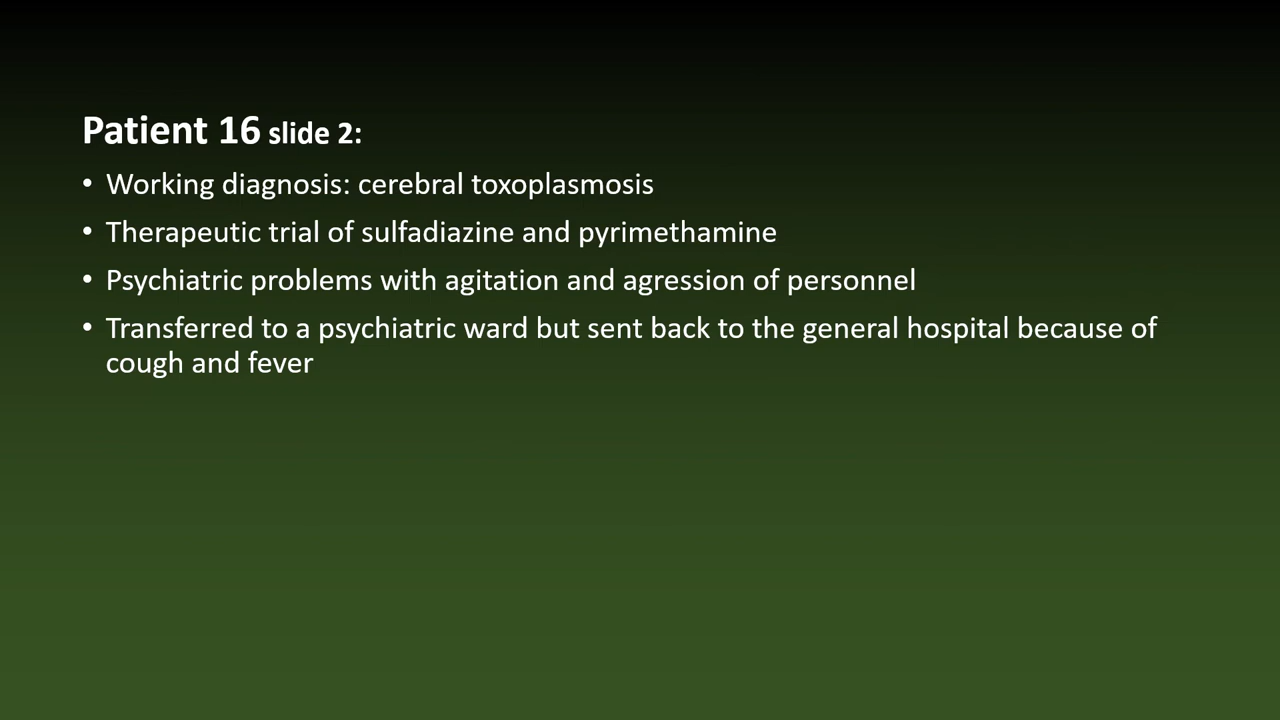 Patient 16 slide 2:
• Working diagnosis: cerebral toxoplasmosis
• Therapeutic trial of sulfadiazine and pyrimethamine
• Psychiatric problems with agitation and agression of personnel
• Transferred to a psychiatric ward but sent back to the general hospital because of
cough and fever